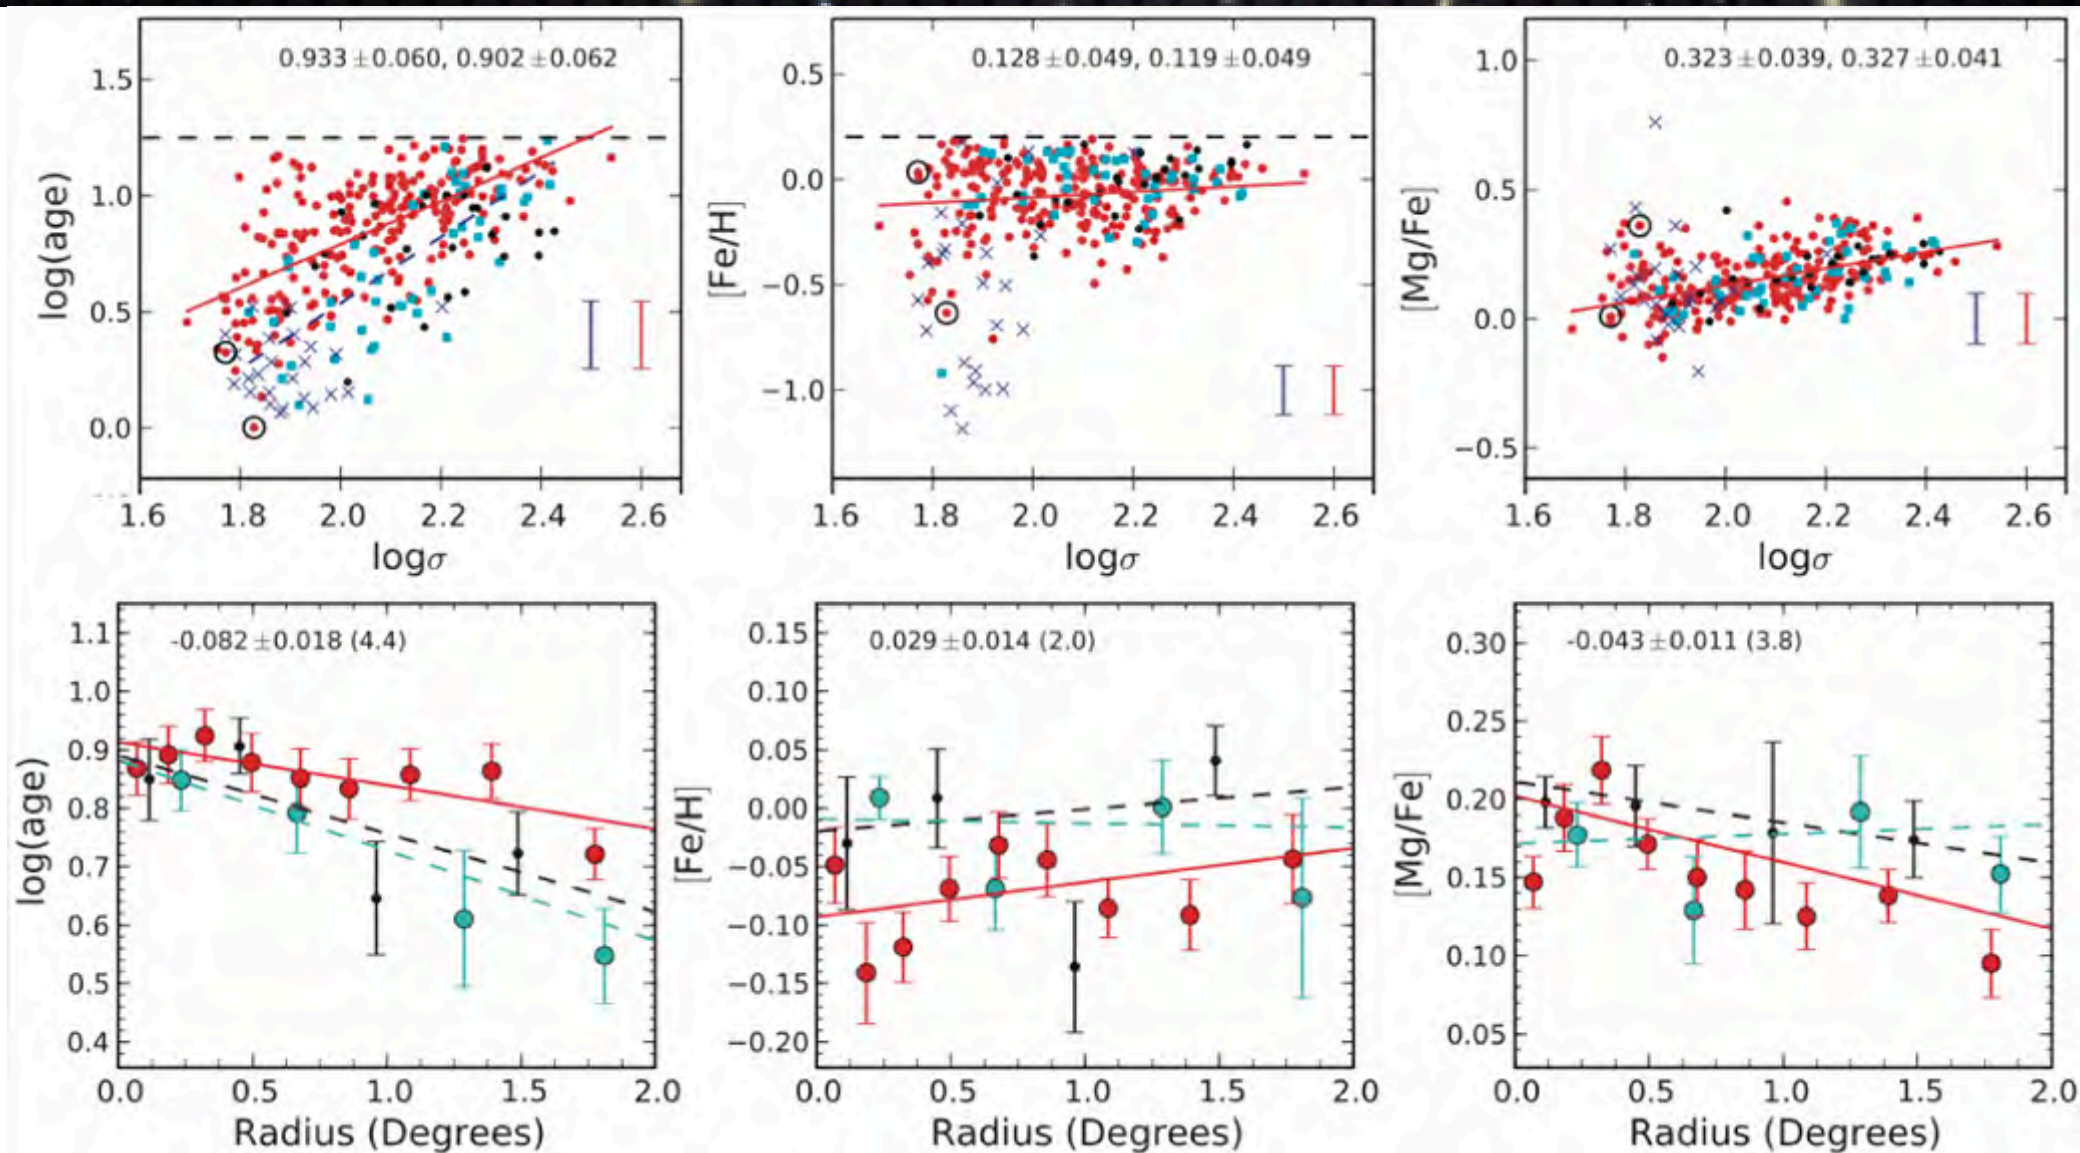 0.933±0.060, 0.902±0.062
log(age)
1.5
1.0
0.5
0.0
1.6 1.8 2.0 2.2 2.4 2.6
logσ
0.128±0.049, 0.119±0.049
[Fe/H]
0.5
0.0
−0.5
−1.0
1.6 1.8 2.0 2.2 2.4 2.6
logσ
0.323±0.039, 0.327±0.041
[Mg/Fe]
1.0
0.5
0.0
−0.5
1.6 1.8 2.0 2.2 2.4 2.6
logσ
-0.082±0.018 (4.4)
log(age)
1.1
1.0
0.9
0.8
0.7
0.6
0.5
0.4
0.0 0.5 1.0 1.5 2.0
Radius (Degrees)
0.029±0.014 (2.0)
[Fe/H]
0.15
0.10
0.05
0.00
−0.05
−0.10
−0.15
−0.20
0.0 0.5 1.0 1.5 2.0
Radius (Degrees)
-0.043±0.011 (3.8)
[Mg/Fe]
0.30
0.25
0.20
0.15
0.10
0.05
0.0 0.5 1.0 1.5 2.0
Radius (Degrees)